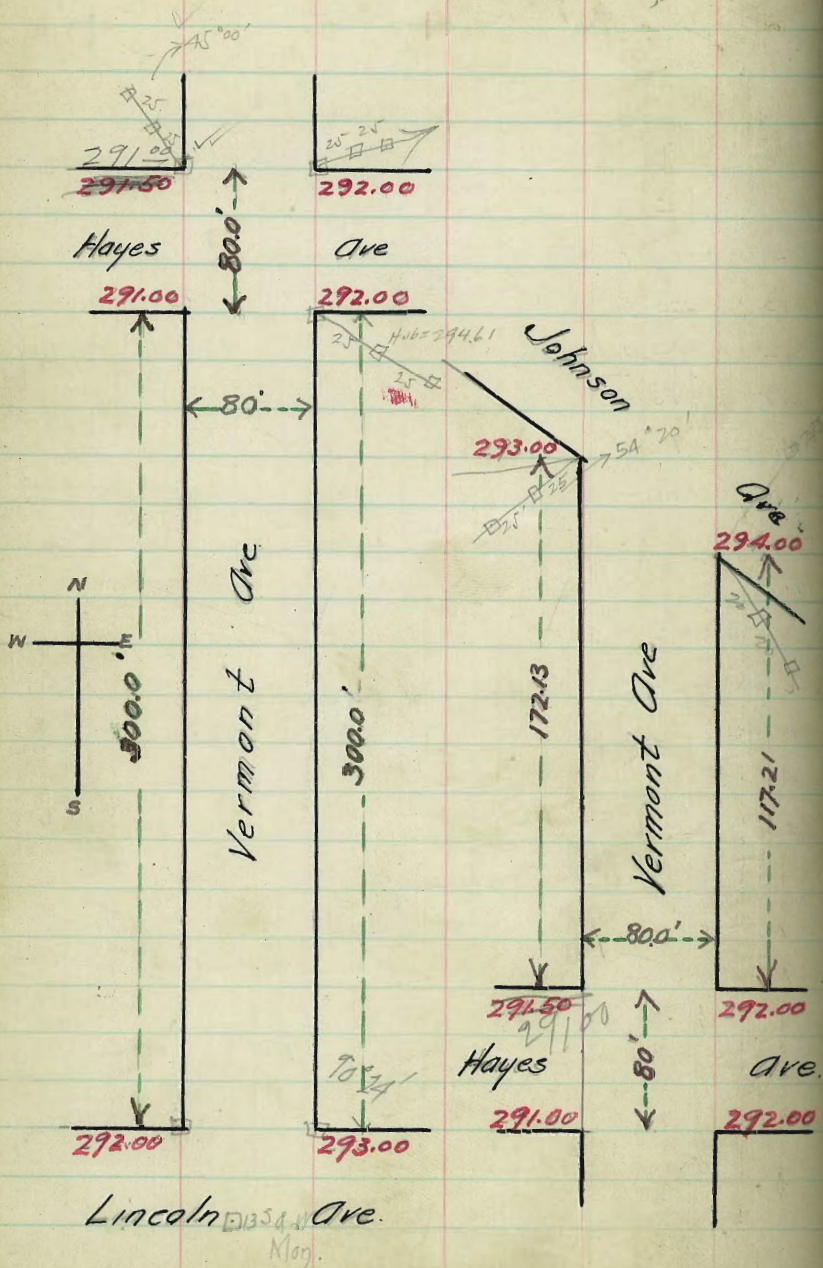 45°00'
25
25
291.00
291.50
25 25
292.00
80.0'
Hayes Ave
291.00
292.00
25
Hub=294.61
25
80'
Johnson Ave
293.00
54°20'
25
25'
294.00
N
W E
S
300.0'
Vermont Ave
300.0'
172.13
Vermont Ave
117.21
80.0'
291.50
291.00
292.00
80'
Hayes Ave.
291.00
292.00
90°24'
292.00
293.00
Lincoln Ave.
Mon.